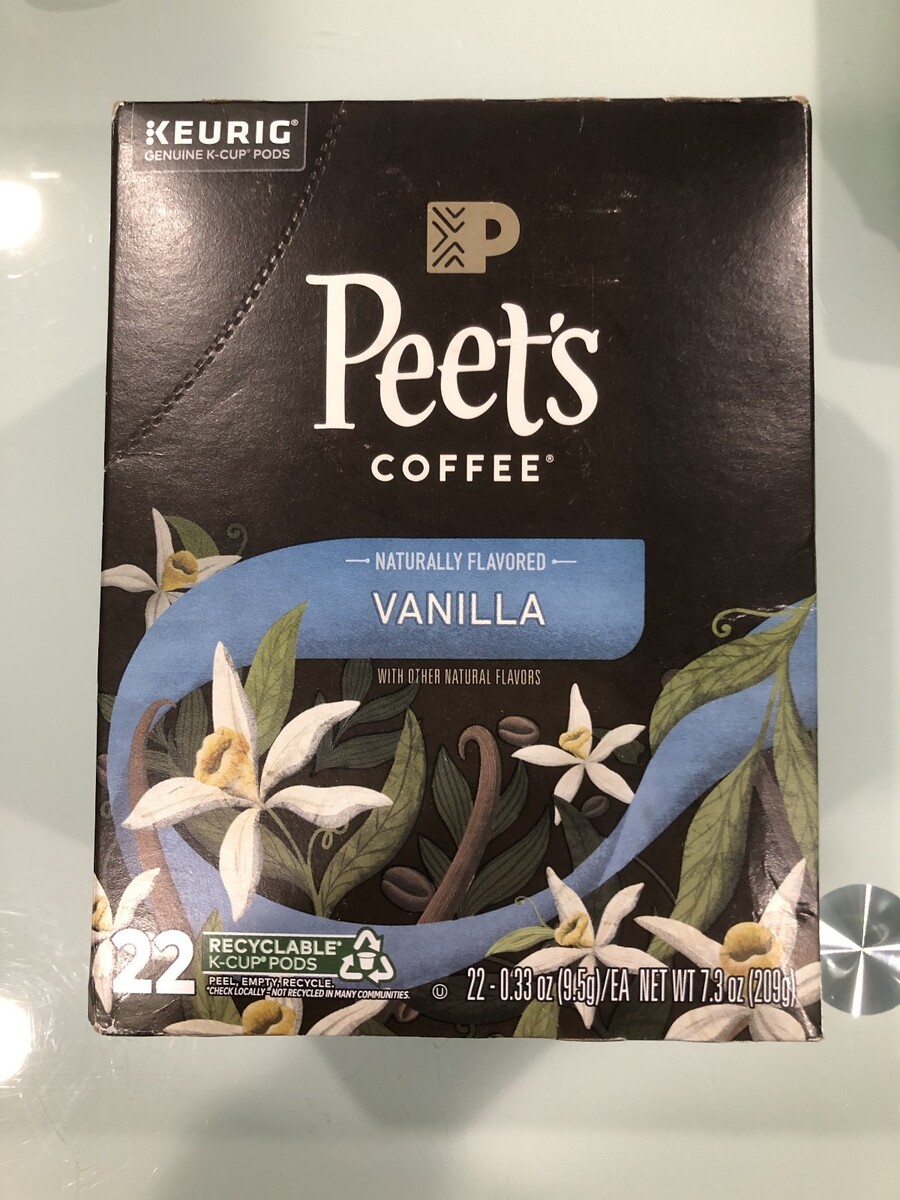 KEURIG®
GENUINE K-CUP® PODS
P
Peet's
COFFEE®
NATURALLY FLAVORED
VANILLA
WITH OTHER NATURAL FLAVORS
22
RECYCLABLE*
K-CUP® PODS
PEEL, EMPTY, RECYCLE.
*CHECK LOCALLY - NOT RECYCLED IN MANY COMMUNITIES.
U
22 - 0.33 oz (9.5g)/EA NET WT 7.3 oz (209g)